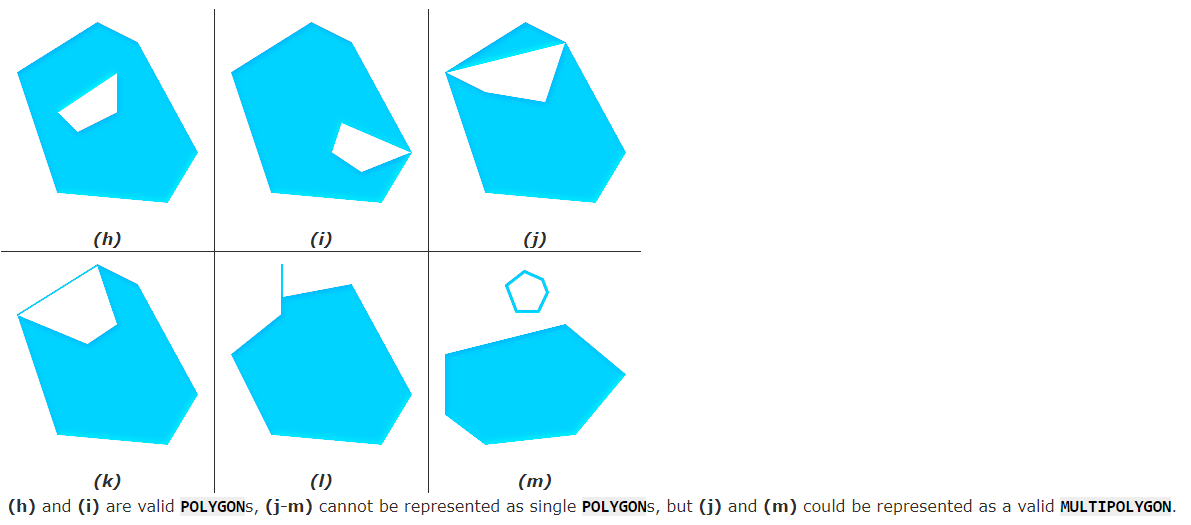 (h) (i) (j)
(k) (l) (m)
(h) and (i) are valid POLYGONs, (j-m) cannot be represented as single POLYGONs, but (j) and (m) could be represented as a valid MULTIPOLYGON.